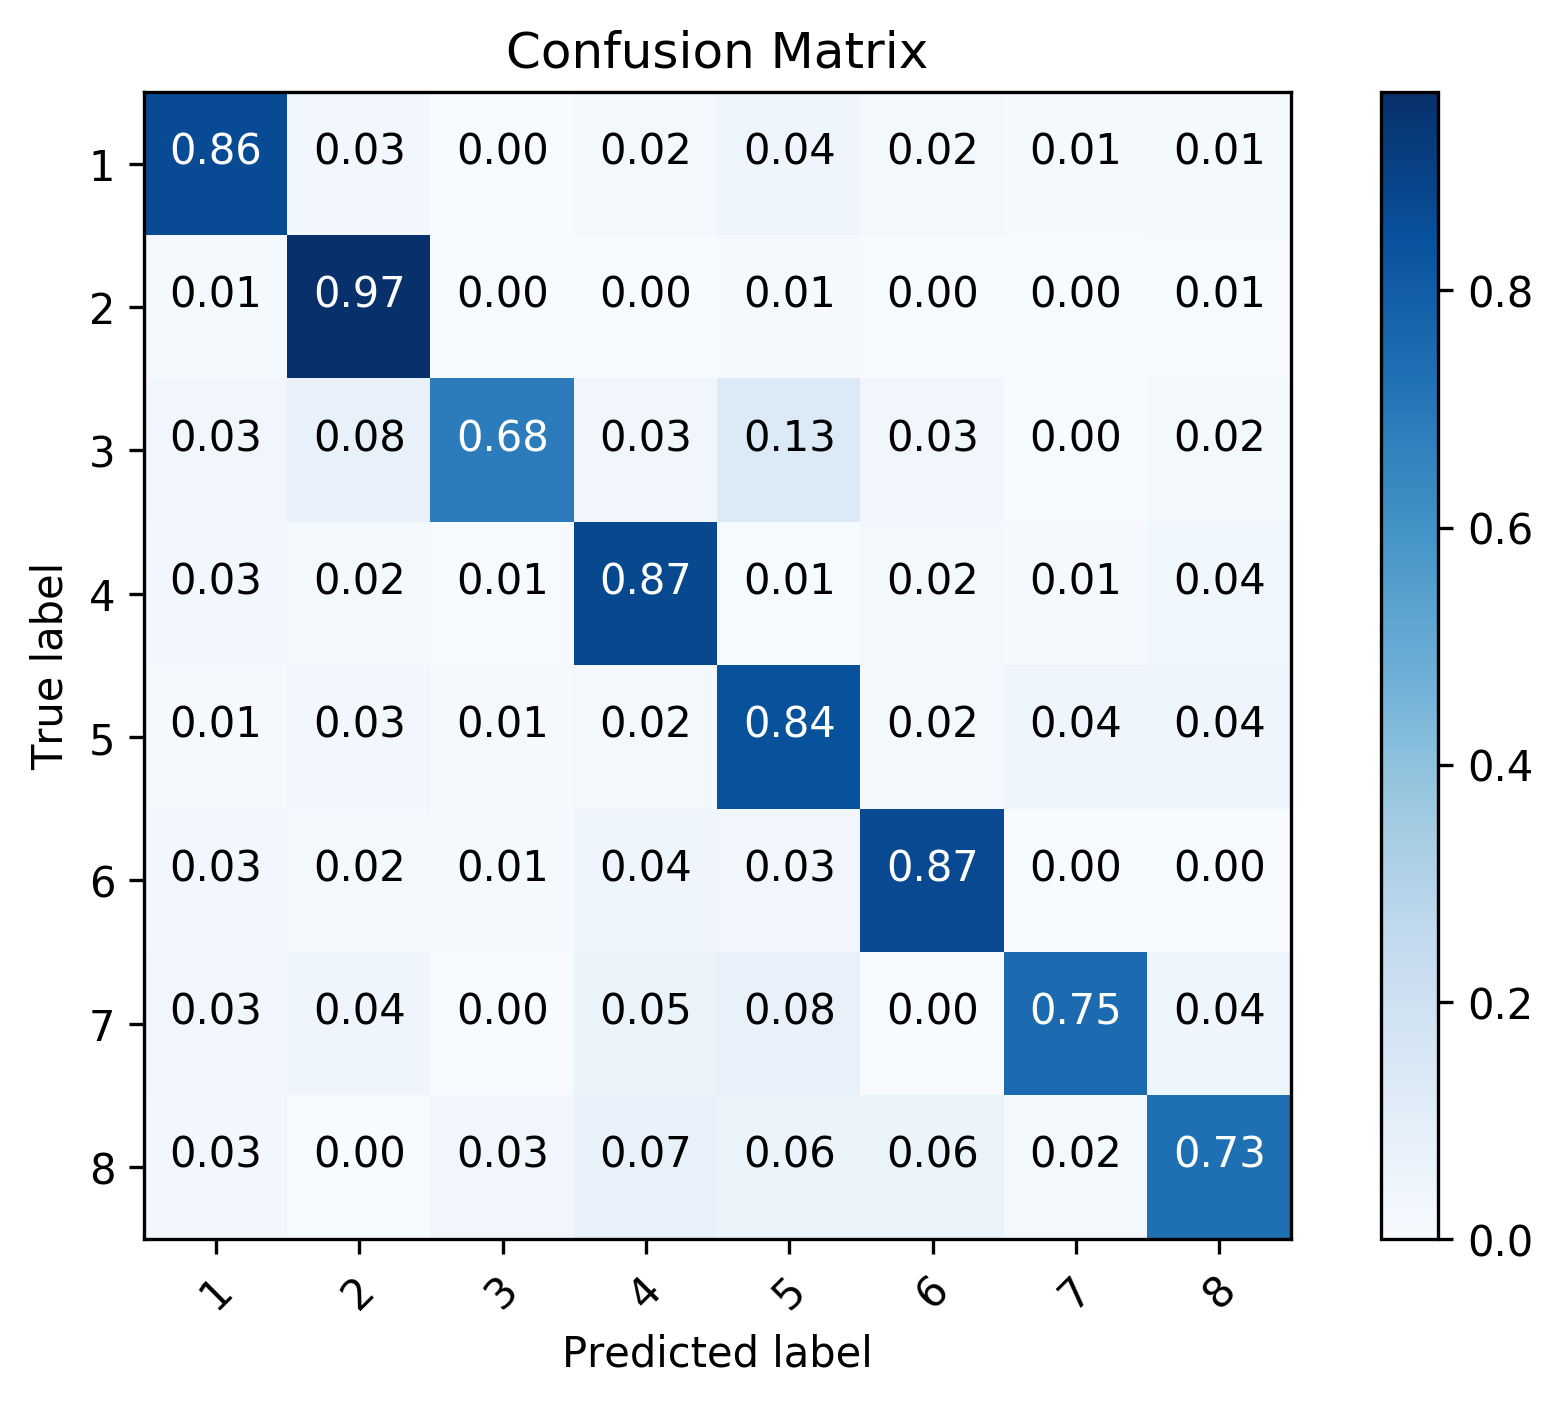 Confusion Matrix
1 0.86 0.03 0.00 0.02 0.04 0.02 0.01 0.01
2 0.01 0.97 0.00 0.00 0.01 0.00 0.00 0.01
3 0.03 0.08 0.68 0.03 0.13 0.03 0.00 0.02
4 0.03 0.02 0.01 0.87 0.01 0.02 0.01 0.04
5 0.01 0.03 0.01 0.02 0.84 0.02 0.04 0.04
6 0.03 0.02 0.01 0.04 0.03 0.87 0.00 0.00
7 0.03 0.04 0.00 0.05 0.08 0.00 0.75 0.04
8 0.03 0.00 0.03 0.07 0.06 0.06 0.02 0.73
True label
1 2 3 4 5 6 7 8
Predicted label
0.8
0.6
0.4
0.2
0.0